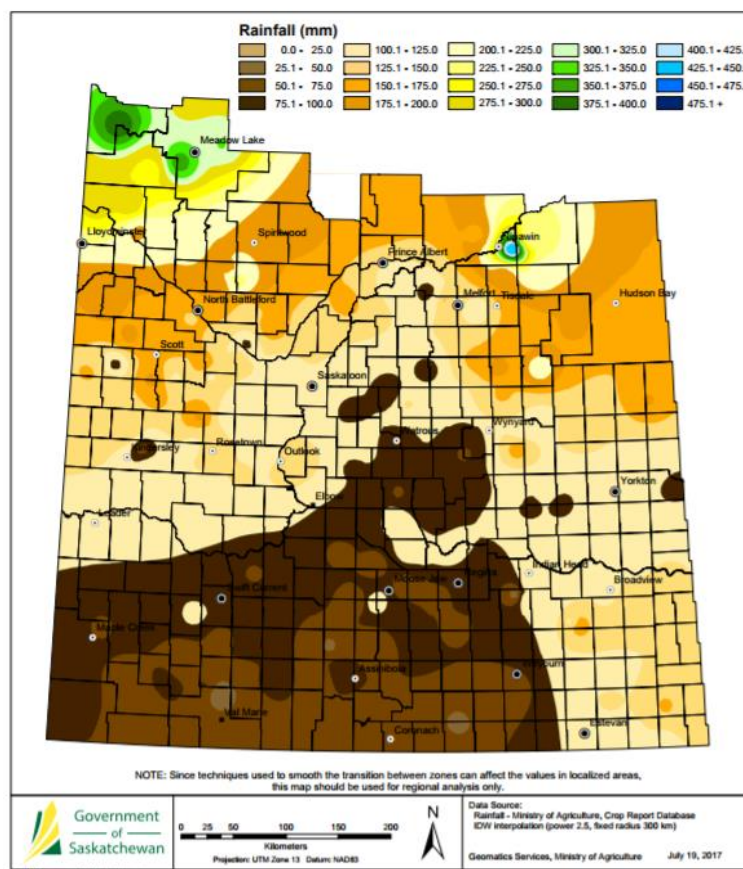 Rainfall (mm)
0.0 - 25.0
25.1 - 50.0
50.1 - 75.0
75.1 - 100.0
100.1 - 125.0
125.1 - 150.0
150.1 - 175.0
175.1 - 200.0
200.1 - 225.0
225.1 - 250.0
250.1 - 275.0
275.1 - 300.0
300.1 - 325.0
325.1 - 350.0
350.1 - 375.0
375.1 - 400.0
400.1 - 425.
425.1 - 450.
450.1 - 475.
475.1 +
Meadow Lake
Lloydminster
Spiritwood
Nipawin
Prince Albert
North Battleford
Melfort
Tisdale
Hudson Bay
Scott
Saskatoon
Watrous
Wynyard
Kindersley
Rosetown
Outlook
Yorkton
Elbow
Leader
Indian Head
Swift Current
Moose Jaw
Regina
Broadview
Maple Creek
Assiniboia
Weyburn
Val Marie
Coronach
Estevan
NOTE: Since techniques used to smooth the transition between zones can affect the values in localized areas,
this map should be used for regional analysis only.
Government
of
Saskatchewan
0 25 50 100 150 200
Kilometers
Projection: UTM Zone 13 Datum: NAD83
N
Data Source:
Rainfall - Ministry of Agriculture, Crop Report Database
IDW interpolation (power 2.5, fixed radius 300 km)
Geomatics Services, Ministry of Agriculture July 19, 2017